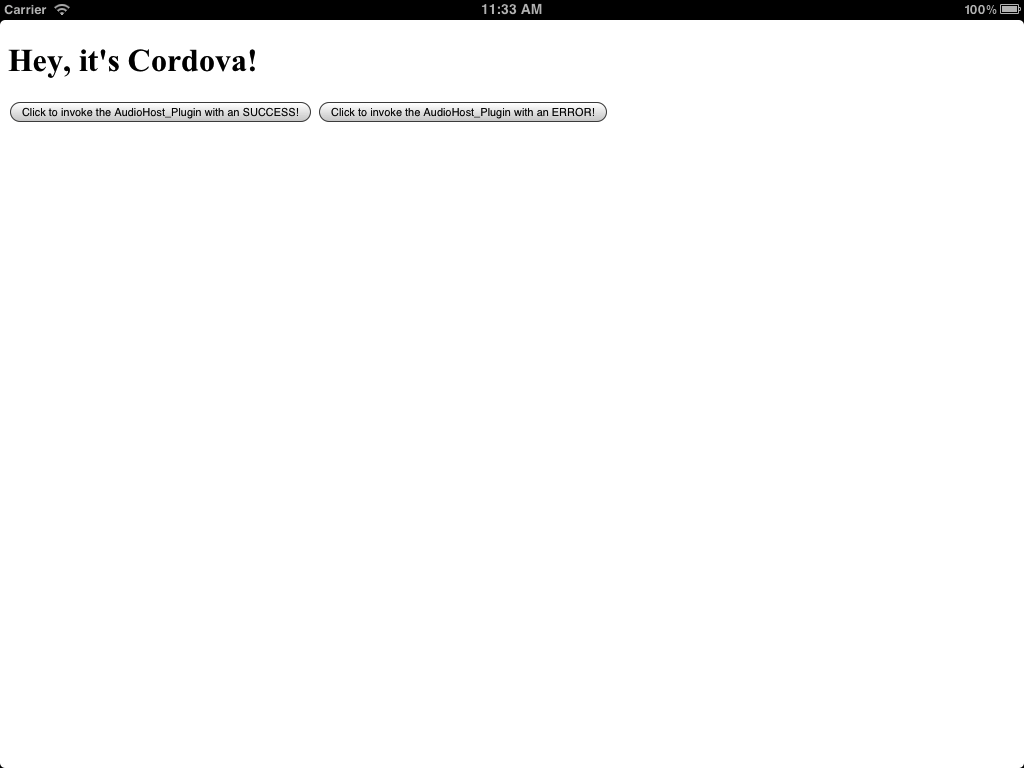 Carrier 11:33 AM 100%
Hey, it's Cordova!
Click to invoke the AudioHost_Plugin with an SUCCESS! Click to invoke the AudioHost_Plugin with an ERROR!